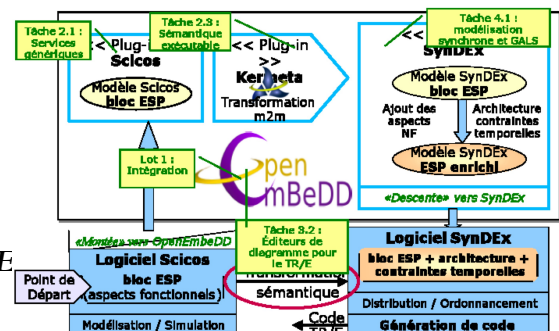 Tâche 2.1 :
Services
génériques
<< Plug-in
Scicos
Modèle Scicos
bloc ESP
Tâche 2.3 :
Sémantique
exécutable
<< Plug-in
>>
Kermeta
Transformation
m2m
Tâche 4.1 :
modélisation
synchrone et GALS
<<
SynDEx
Modèle SynDEx
bloc ESP
Ajout des
aspects
NF
Architecture
contraintes
temporelles
Modèle SynDEx
ESP enrichi
«Descente» vers SynDEx
Lot 1 :
Intégration
Open
EmBeDD
«Montée» vers OpenEmbeDD
Tâche 3.2 :
Éditeurs de
diagramme pour
le TR/E
E
Point de
Départ
Logiciel Scicos
bloc ESP
(aspects fonctionnels)
Modélisation / Simulation
Transformation
sémantique
Code
TR/E
Logiciel SynDEx
bloc ESP + architecture +
contraintes temporelles
Distribution / Ordonnancement
Génération de code